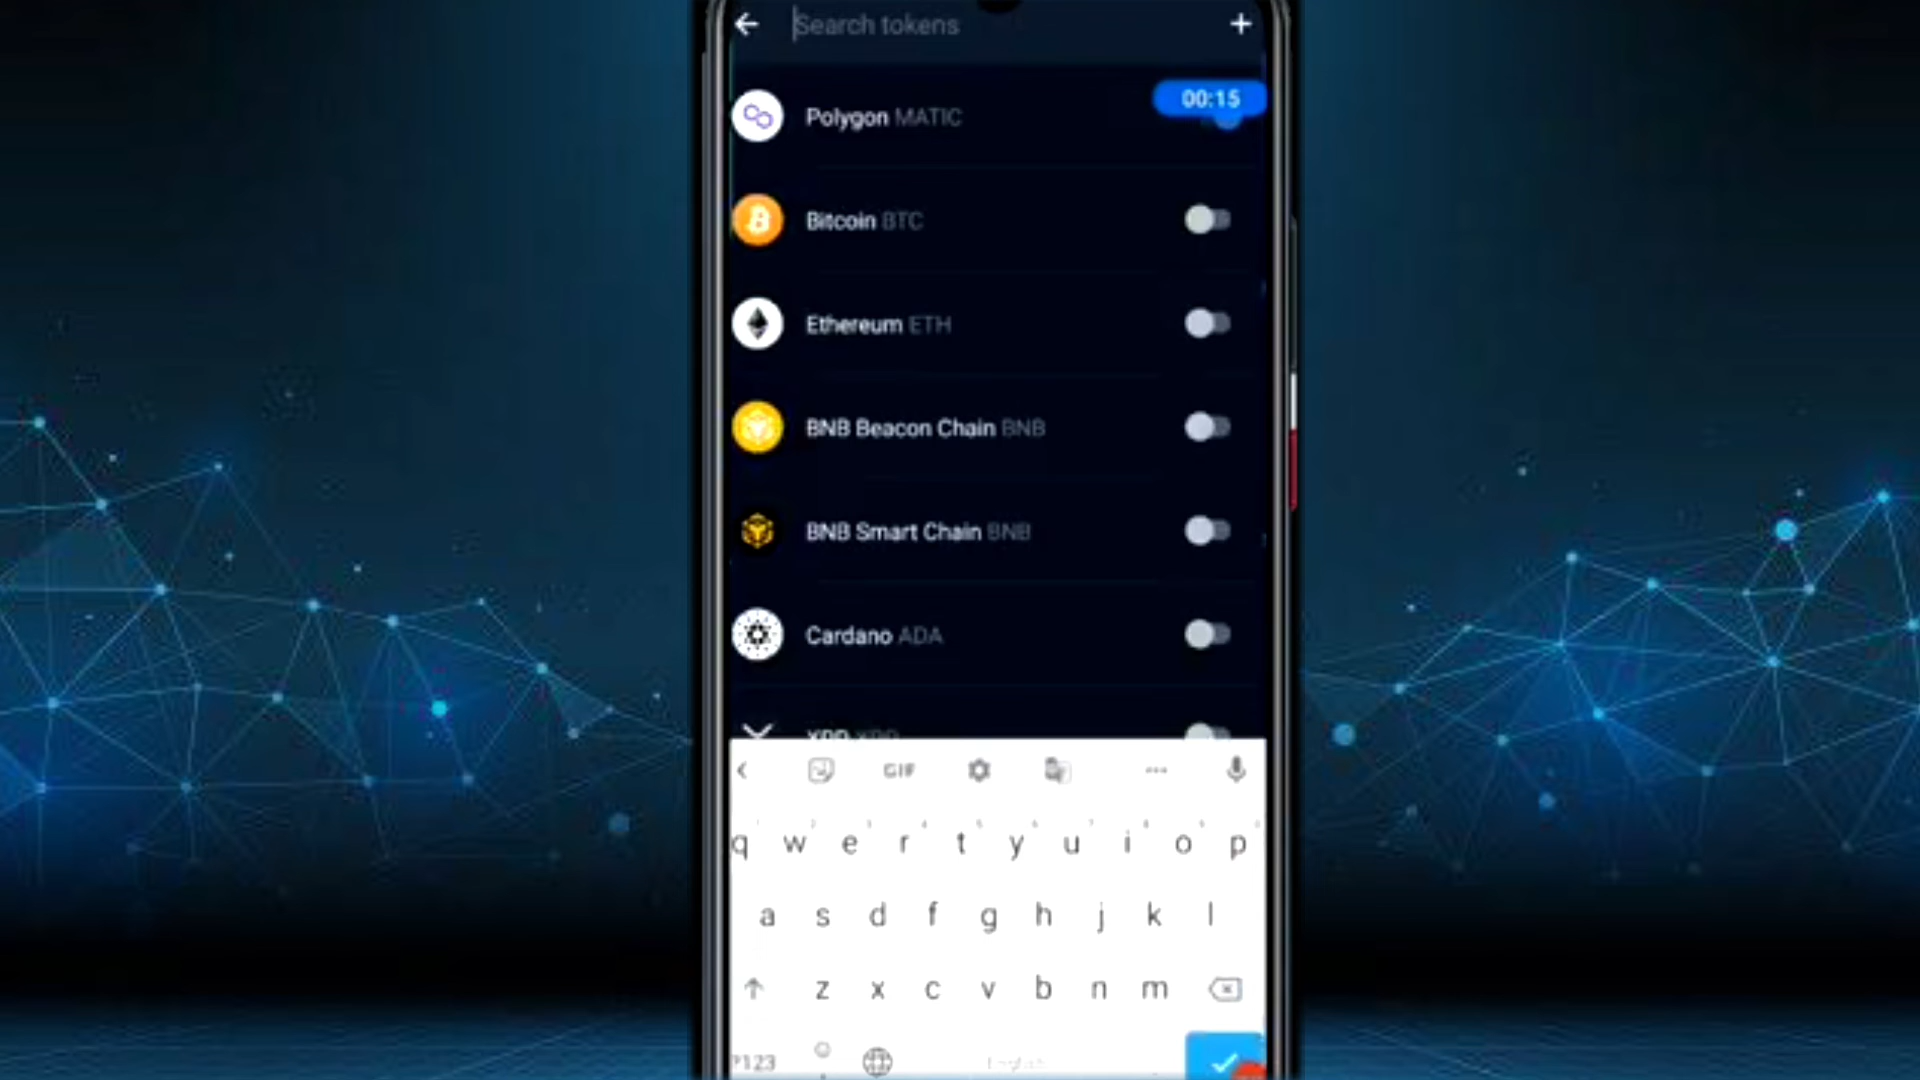 Search tokens
00:15
Polygon MATIC
Bitcoin BTC
Ethereum ETH
BNB Beacon Chain BNB
BNB Smart Chain BNB
Cardano ADA
GIF
q w e r t y u i o p
a s d f g h j k l
z x c v b n m
?123 English